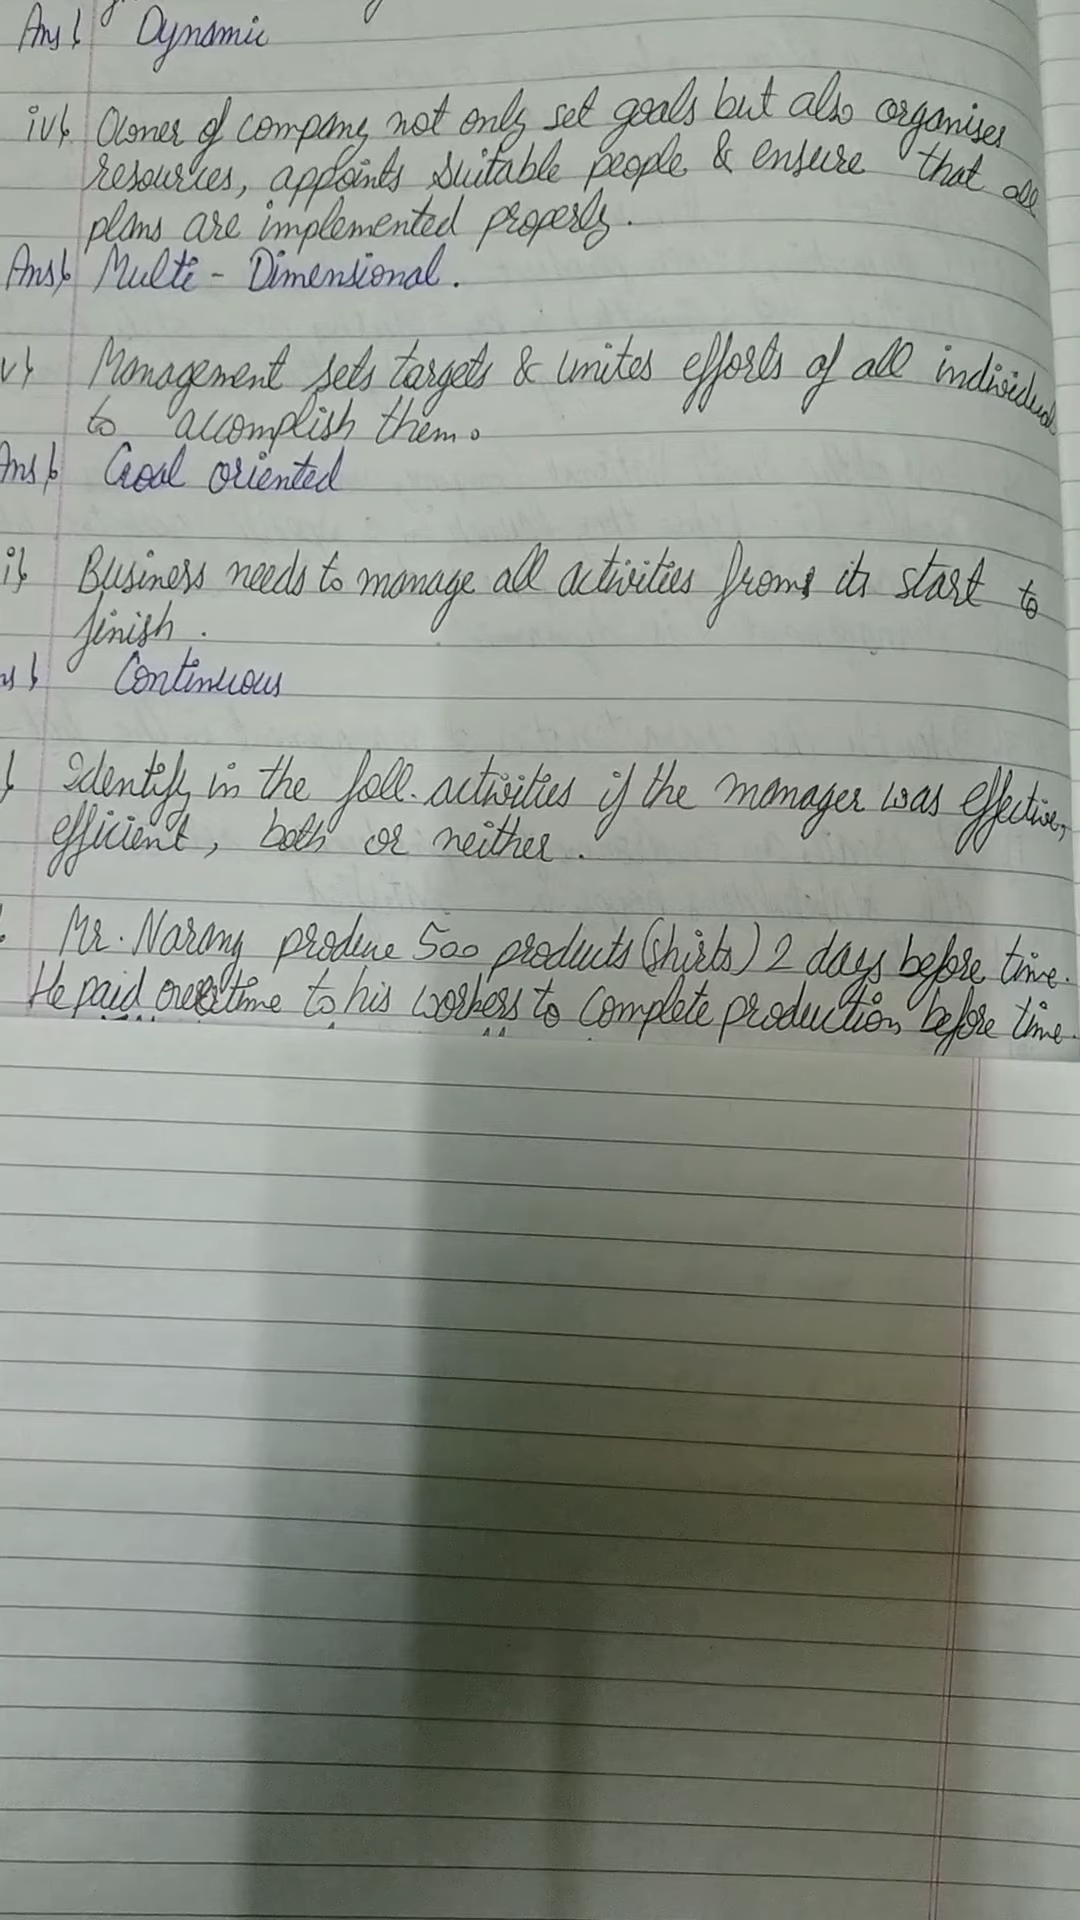 Ans} Dynamic
iv} Owner of company not only set goals but also organises
resources, appoints suitable people & ensure that all
plans are implemented properly.
Ans} Multi - Dimensional.
v} Management sets targets & unites efforts of all individual
to accomplish them.
Ans} Goal oriented
i} Business needs to manage all activities from its start to
finish.
Continuous
Identify in the foll. activities if the manager was effective,
efficient, both or neither.
Mr. Narang produce 500 products (shirts) 2 days before time.
He paid overtime to his workers to complete production before time.